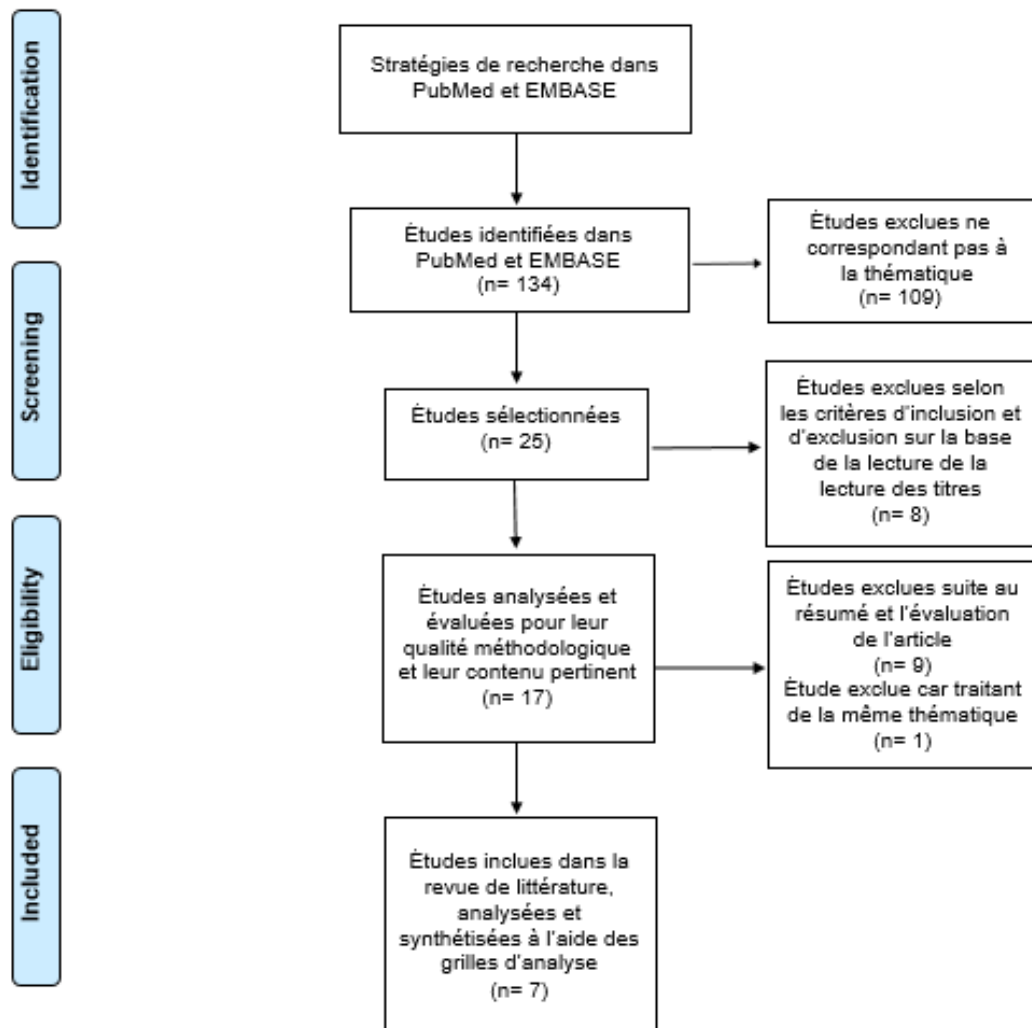 Identification
Stratégies de recherche dans
PubMed et EMBASE
Études identifiées dans
PubMed et EMBASE
(n= 134)
Études exclues ne
correspondant pas à
la thématique
(n= 109)
Screening
Études sélectionnées
(n= 25)
Études exclues selon
les critères d'inclusion et
d'exclusion sur la base
de la lecture de la
lecture des titres
(n= 8)
Eligibility
Études analysées et
évaluées pour leur
qualité méthodologique
et leur contenu pertinent
(n= 17)
Études exclues suite au
résumé et l'évaluation
de l'article
(n= 9)
Étude exclue car traitant
de la même thématique
(n= 1)
Included
Études inclues dans la
revue de littérature,
analysées et
synthétisées à l'aide des
grilles d'analyse
(n= 7)